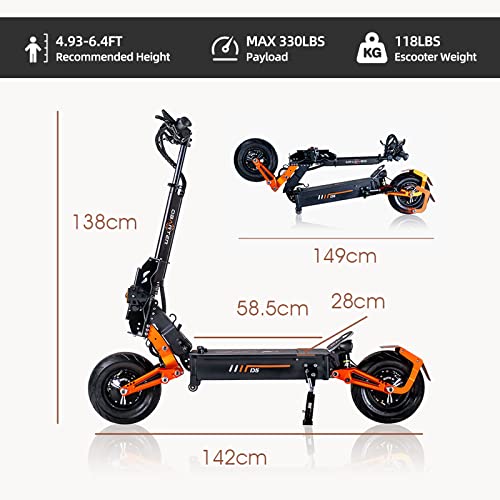 4.93-6.4FT
Recommended Height
MAX 330LBS
Payload
KG
118LBS
Escooter Weight
138cm
149cm
58.5cm
28cm
142cm
D5